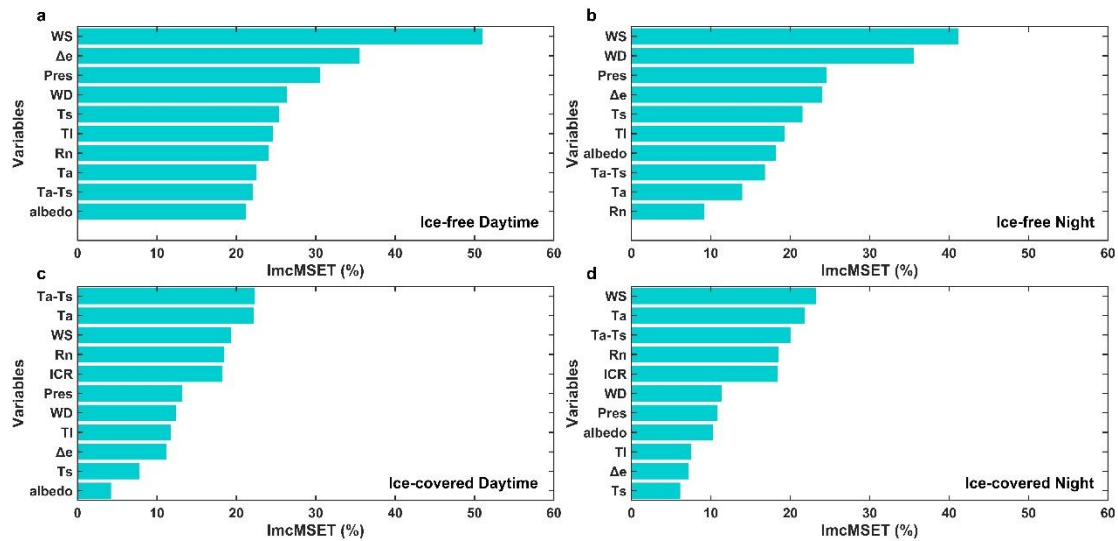 a
Variables
WS
Δe
Pres
WD
Ts
Tl
Rn
Ta
Ta-Ts
albedo
Ice-free Daytime
0 10 20 30 40 50 60
ImcMSET (%)
b
Variables
WS
WD
Pres
Δe
Ts
Tl
albedo
Ta-Ts
Ta
Rn
Ice-free Night
0 10 20 30 40 50 60
ImcMSET (%)
c
Variables
Ta-Ts
Ta
WS
Rn
ICR
Pres
WD
Tl
Δe
Ts
albedo
Ice-covered Daytime
0 10 20 30 40 50 60
ImcMSET (%)
d
Variables
WS
Ta
Ta-Ts
Rn
ICR
WD
Pres
albedo
Tl
Δe
Ts
Ice-covered Night
0 10 20 30 40 50 60
ImcMSET (%)